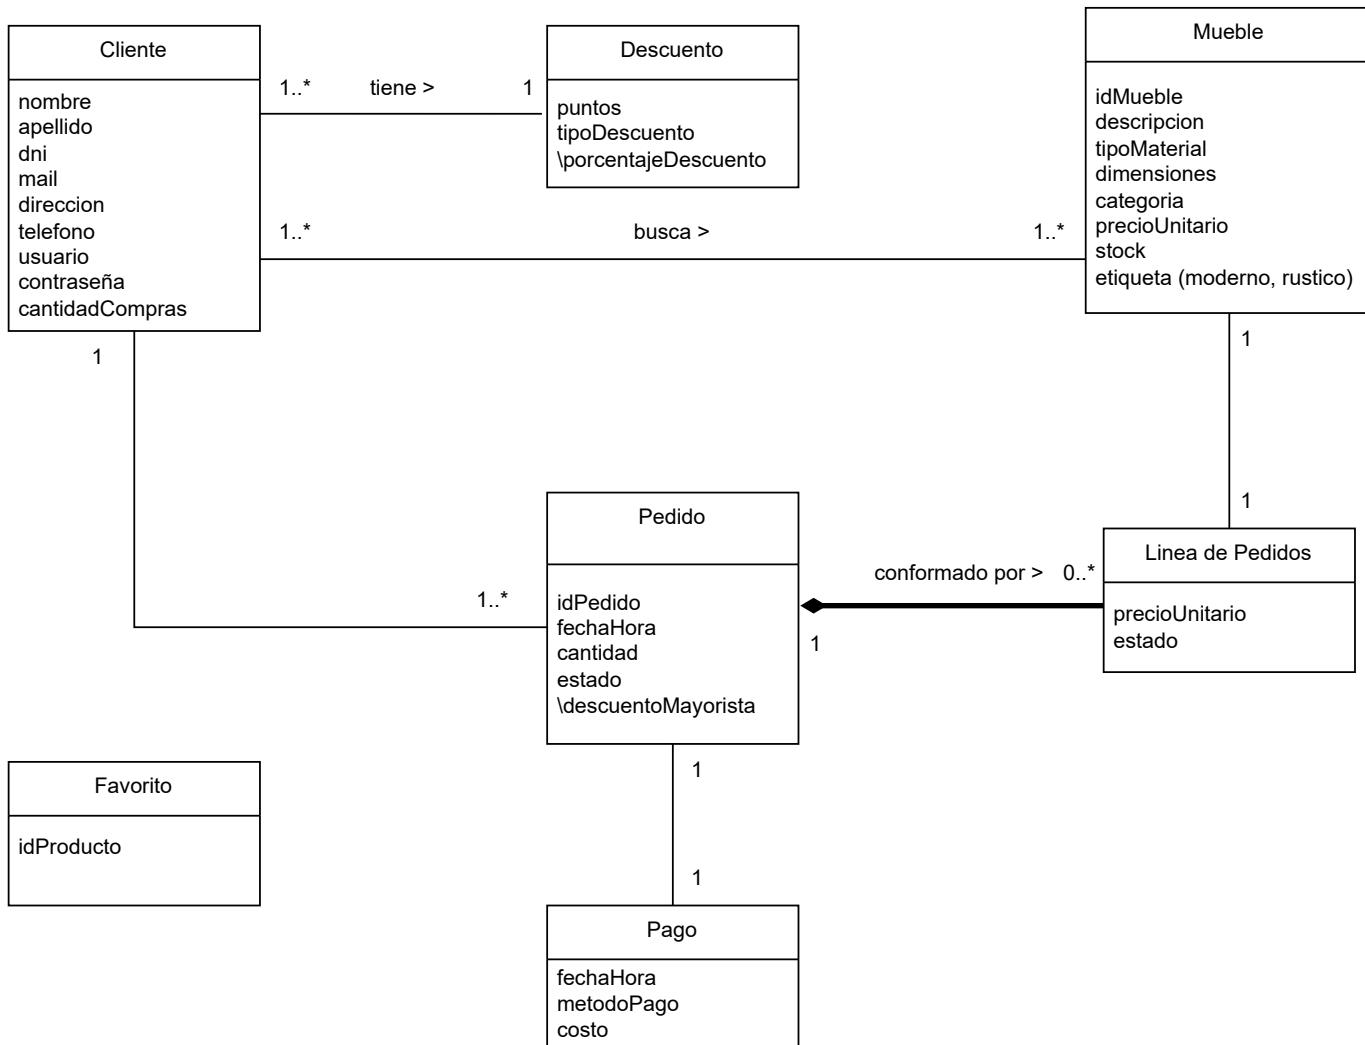 Cliente
nombre
apellido
dni
mail
direccion
telefono
usuario
contraseña
cantidadCompras
1..* tiene > 1
Descuento
puntos
tipoDescuento
\porcentajeDescuento
1..* busca > 1..*
Mueble
idMueble
descripcion
tipoMaterial
dimensiones
categoria
precioUnitario
stock
etiqueta (moderno, rustico)
1
1
1
1..*
Pedido
idPedido
fechaHora
cantidad
estado
\descuentoMayorista
conformado por > 0..*
1
Linea de Pedidos
precioUnitario
estado
1
1
Favorito
idProducto
Pago
fechaHora
metodoPago
costo